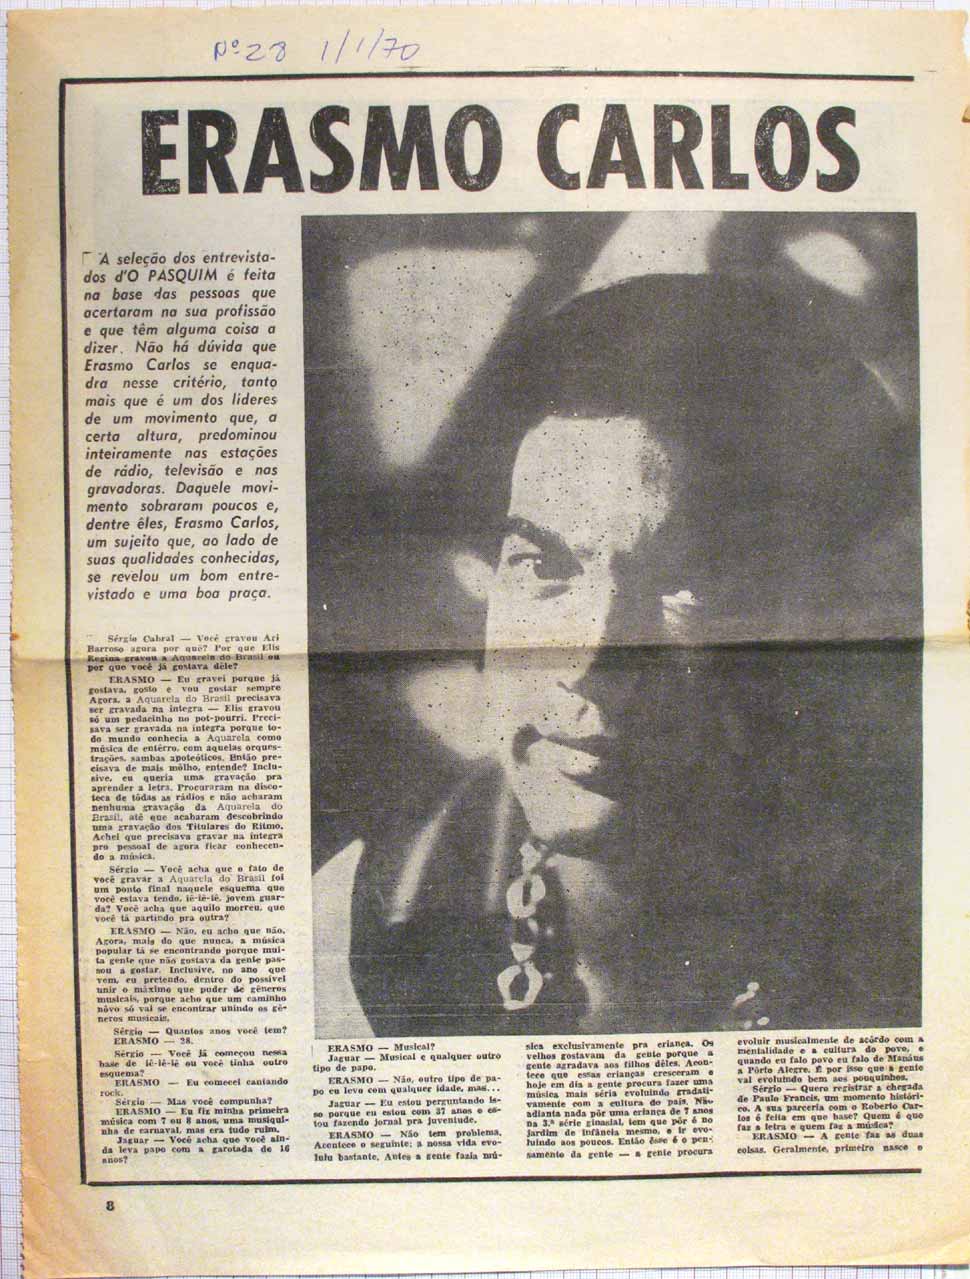 nº 28 1/1/70
ERASMO CARLOS
A seleção dos entrevista-
dos d'O PASQUIM é feita
na base das pessoas que
acertaram na sua profissão
e que têm alguma coisa a
dizer. Não há dúvida que
Erasmo Carlos se enqua-
dra nesse critério, tanto
mais que é um dos lideres
de um movimento que, a
certa altura, predominou
inteiramente nas estações
de rádio, televisão e nas
gravadoras. Daquele movi-
mento sobraram poucos e,
dentre êles, Erasmo Carlos,
um sujeito que, ao lado de
suas qualidades conhecidas,
se revelou um bom entre-
vistado e uma boa praça.
Sérgio Cabral — Você gravou Ari
Barroso agora por quê? Por que Elis
Regina gravou a Aquarela do Brasil ou
por que você já gostava dêle?
ERASMO — Eu gravei porque já
gostava, gosto e vou gostar sempre
Agora, a Aquarela do Brasil precisava
ser gravada na íntegra — Elis gravou
só um pedacinho no pot-pourri. Preci-
sava ser gravada na íntegra porque to-
do mundo conhecia a Aquarela como
música de entêrro, com aquelas orques-
trações, sambas apoteóticos. Então pre-
cisava de mais môlho, entende? Inclu-
sive, eu queria uma gravação pra
aprender a letra. Procuraram na disco-
teca de tôdas as rádios e não acharam
nenhuma gravação da Aquarela do
Brasil, até que acabaram descobrindo
uma gravação dos Titulares do Ritmo.
Achei que precisava gravar na íntegra
pro pessoal de agora ficar conhecen-
do a música.
Sérgio — Você acha que o fato de
você gravar a Aquarela do Brasil foi
um ponto final naquele esquema que
você estava tendo, iê-iê-iê, jovem guar-
da? Você acha que aquilo morreu, que
você tá partindo pra outra?
ERASMO — Não, eu acho que não.
Agora, mais do que nunca, a música
popular tá se encontrando porque mui-
ta gente que não gostava da gente pas-
sou a gostar. Inclusive, no ano que
vem, eu pretendo, dentro do possível
unir o máximo que puder de gêneros
musicais, porque acho que um caminho
nôvo só vai se encontrar unindo os gê-
neros musicais.
Sérgio — Quantos anos você tem?
ERASMO — 28.
Sérgio — Você já começou nessa
base de iê-iê-iê ou você tinha outro
esquema?
ERASMO — Eu comecei cantando
rock.
Sérgio — Mas você compunha?
ERASMO — Eu fiz minha primeira
música com 7 ou 8 anos, uma musiqui-
nha de carnaval, mas era tudo ruim.
Jaguar — Você acha que você ain-
da leva papo com a garotada de 16
anos?
ERASMO — Musical?
Jaguar — Musical e qualquer outro
tipo de papo.
ERASMO — Não, outro tipo de pa-
po eu levo com qualquer idade, mas...
Jaguar — Eu estou perguntando is-
so porque eu estou com 37 anos e es-
tou fazendo jornal pra juventude.
ERASMO — Não tem problema.
Acontece o seguinte: a nossa vida evo-
luiu bastante. Antes a gente fazia mú-
sica exclusivamente pra criança. Os
velhos gostavam da gente porque a
gente agradava aos filhos dêles. Acon-
tece que essas crianças cresceram e
hoje em dia a gente procura fazer uma
música mais séria evoluindo gradati-
vamente com a cultura do país. Não
adianta nada pôr uma criança de 7 anos
na 3.ª série ginasial, tem que pôr é no
jardim de infância mesmo, e ir evo-
luindo aos poucos. Então êsse é o pen-
samento da gente — a gente procura
evoluir musicalmente de acôrdo com a
mentalidade e a cultura do povo, e
quando eu falo povo eu falo de Manáus
a Pôrto Alegre. É por isso que a gente
vai evoluindo bem aos pouquinhos.
Sérgio — Quero registrar a chegada
de Paulo Francis, um momento histór-
ico. A sua parceria com o Roberto Car-
los é feita em que base? Quem é que
faz a letra e quem faz a música?
ERASMO — A gente faz as duas
coisas. Geralmente, primeiro nasce o
8